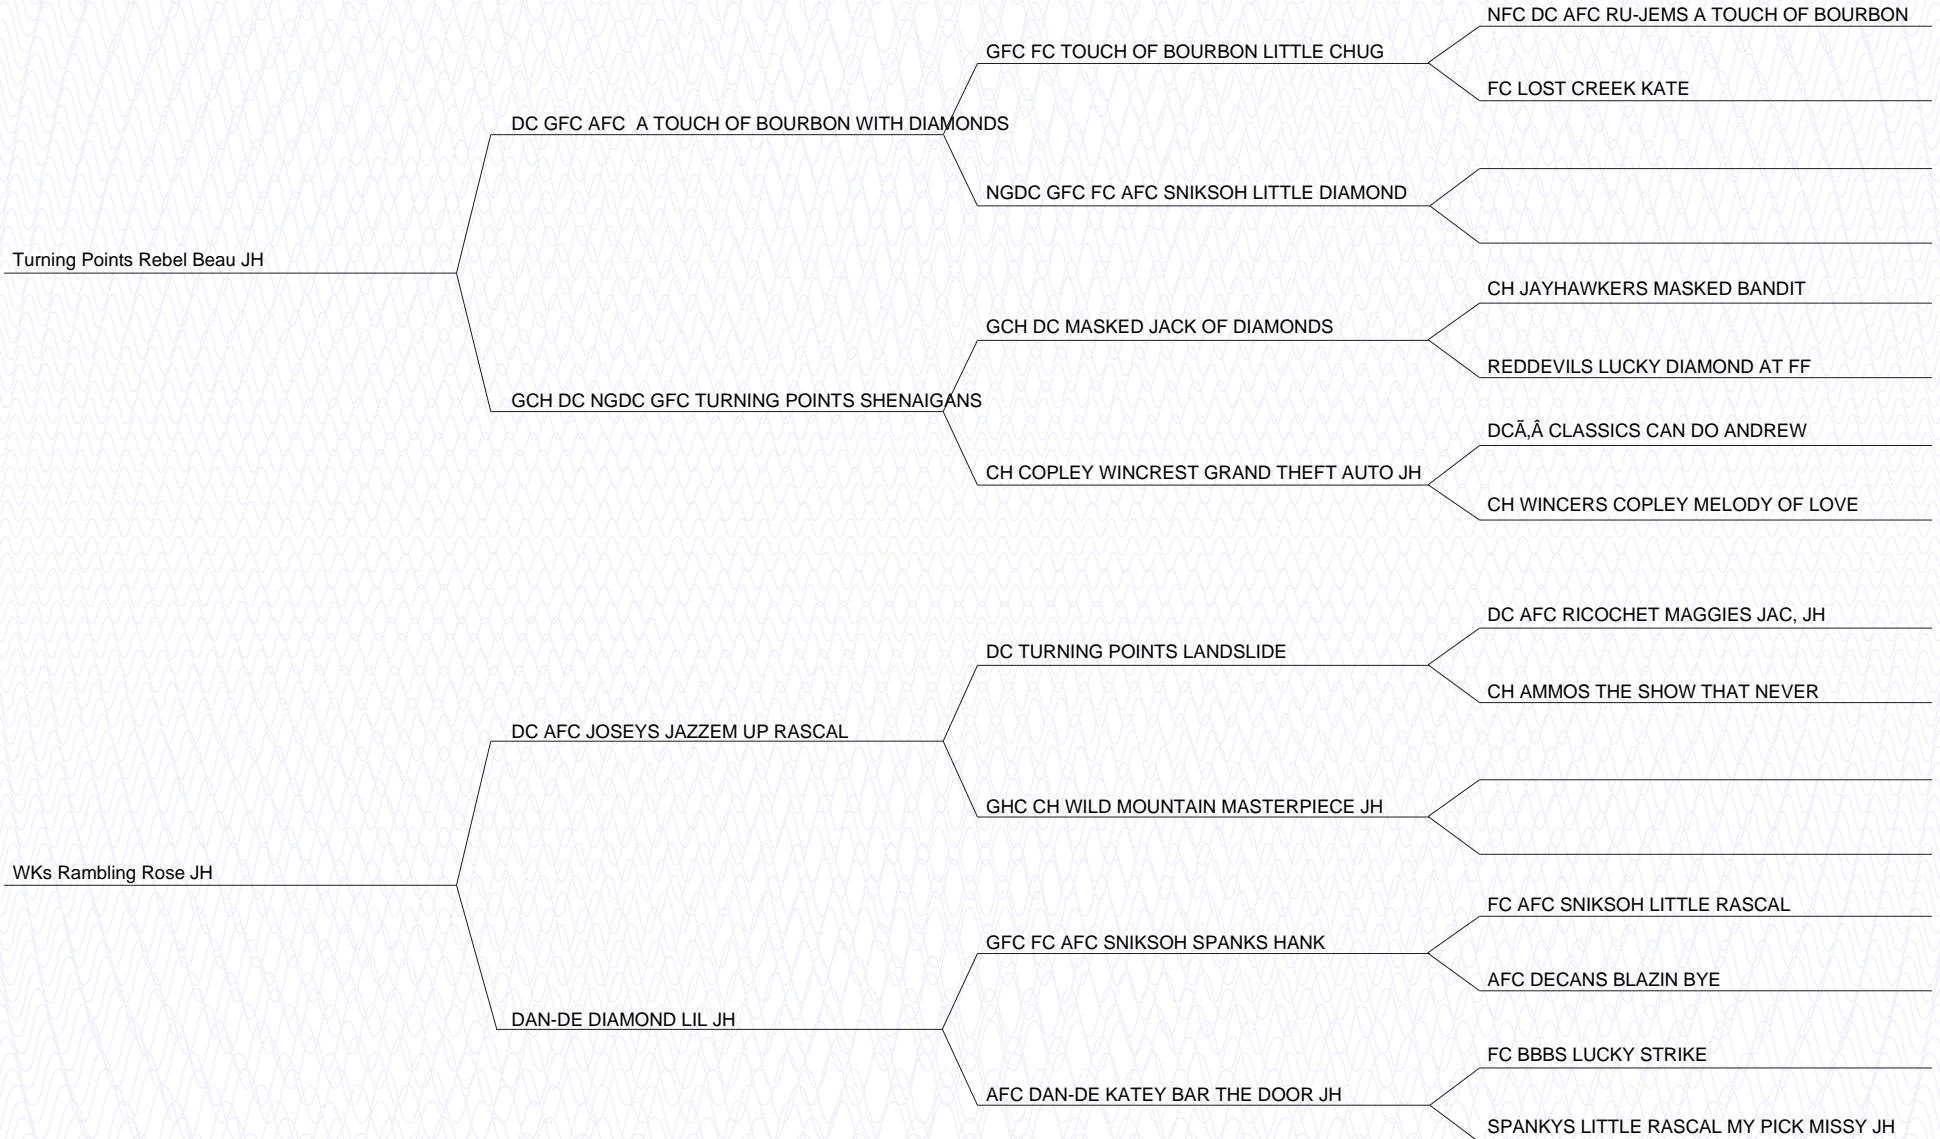 NFC DC AFC RU-JEMS A TOUCH OF BOURBON
GFC FC TOUCH OF BOURBON LITTLE CHUG
FC LOST CREEK KATE
DC GFC AFC  A TOUCH OF BOURBON WITH DIAMONDS
NGDC GFC FC AFC SNIKSOH LITTLE DIAMOND
Turning Points Rebel Beau JH
CH JAYHAWKERS MASKED BANDIT
GCH DC MASKED JACK OF DIAMONDS
REDDEVILS LUCKY DIAMOND AT FF
GCH DC NGDC GFC TURNING POINTS SHENAIGANS
DCÃ,Â CLASSICS CAN DO ANDREW
CH COPLEY WINCREST GRAND THEFT AUTO JH
CH WINCERS COPLEY MELODY OF LOVE
DC AFC RICOCHET MAGGIES JAC, JH
DC TURNING POINTS LANDSLIDE
CH AMMOS THE SHOW THAT NEVER
DC AFC JOSEYS JAZZEM UP RASCAL
GHC CH WILD MOUNTAIN MASTERPIECE JH
WKs Rambling Rose JH
FC AFC SNIKSOH LITTLE RASCAL
GFC FC AFC SNIKSOH SPANKS HANK
AFC DECANS BLAZIN BYE
DAN-DE DIAMOND LIL JH
FC BBBS LUCKY STRIKE
AFC DAN-DE KATEY BAR THE DOOR JH
SPANKYS LITTLE RASCAL MY PICK MISSY JH